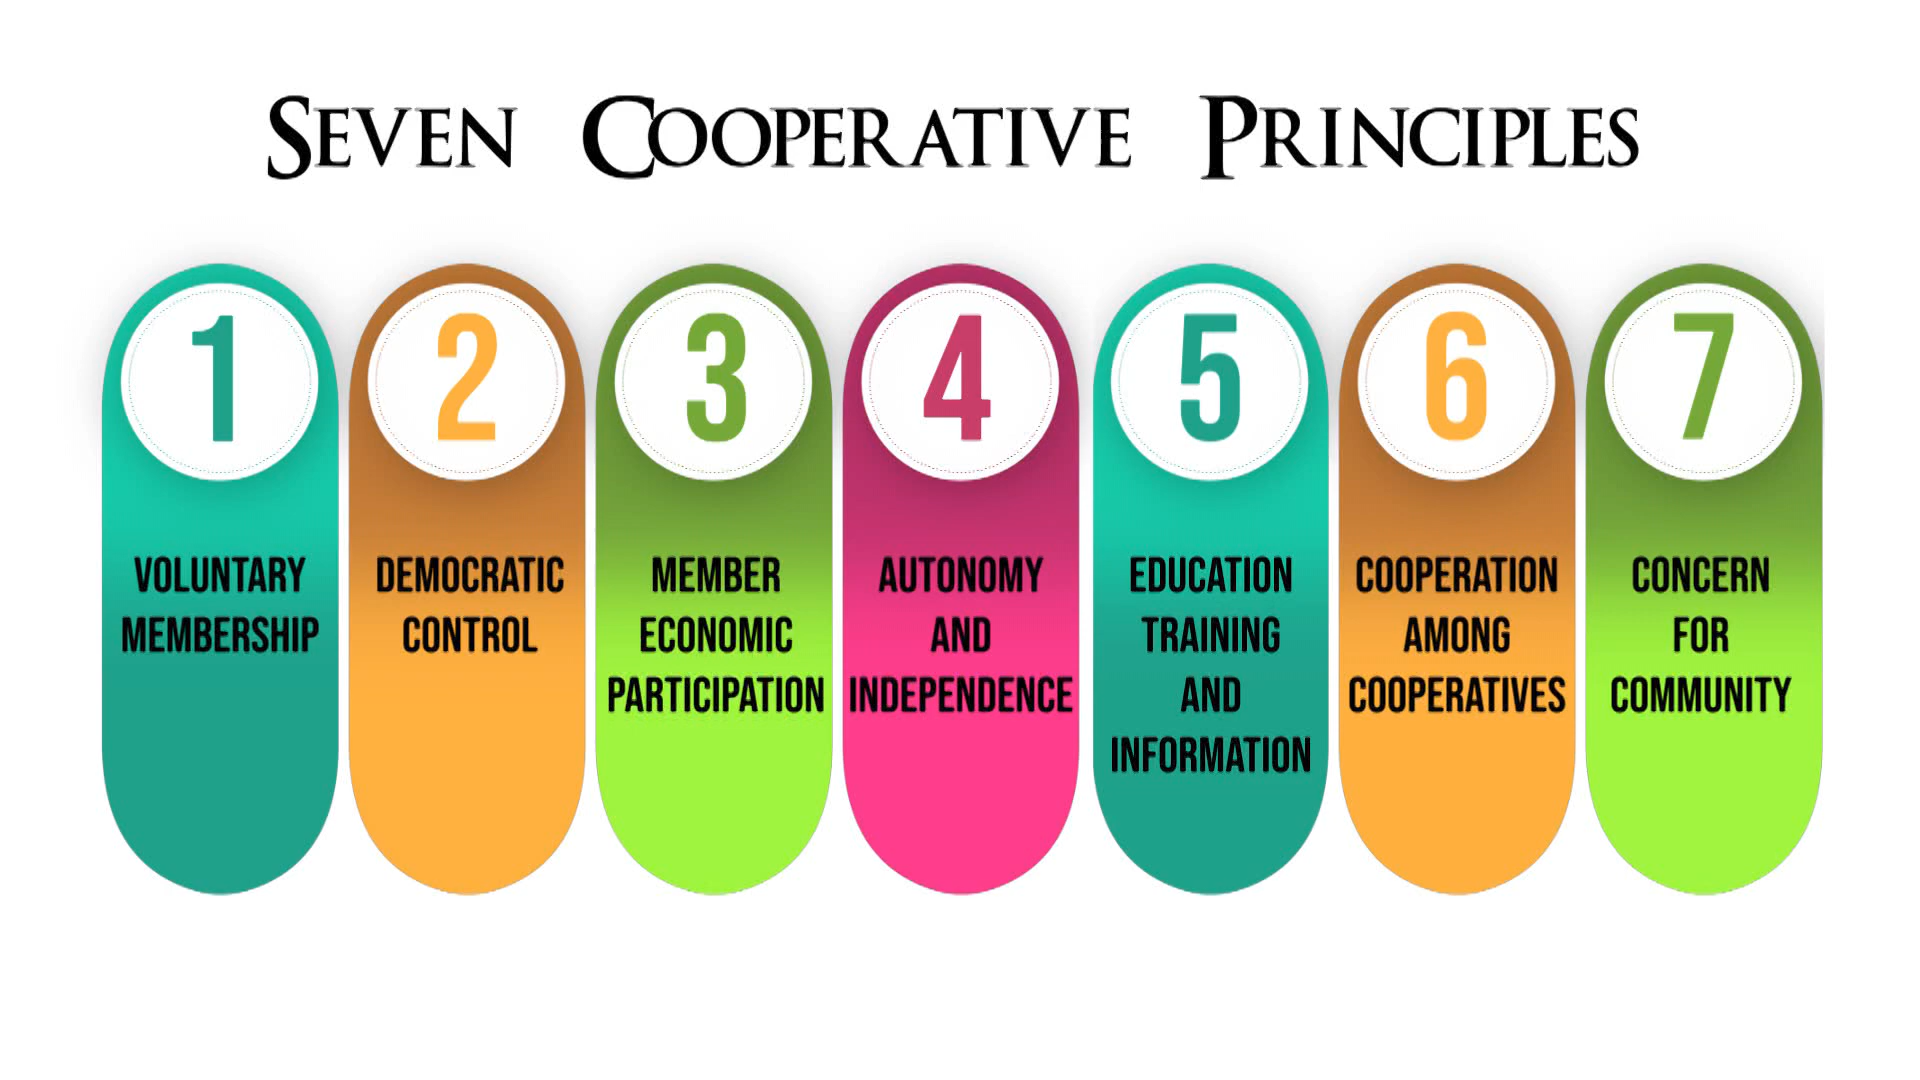 Seven Cooperative Principles
1
VOLUNTARY
MEMBERSHIP
2
DEMOCRATIC
CONTROL
3
MEMBER
ECONOMIC
PARTICIPATION
4
AUTONOMY
AND
INDEPENDENCE
5
EDUCATION
TRAINING
AND
INFORMATION
6
COOPERATION
AMONG
COOPERATIVES
7
CONCERN
FOR
COMMUNITY